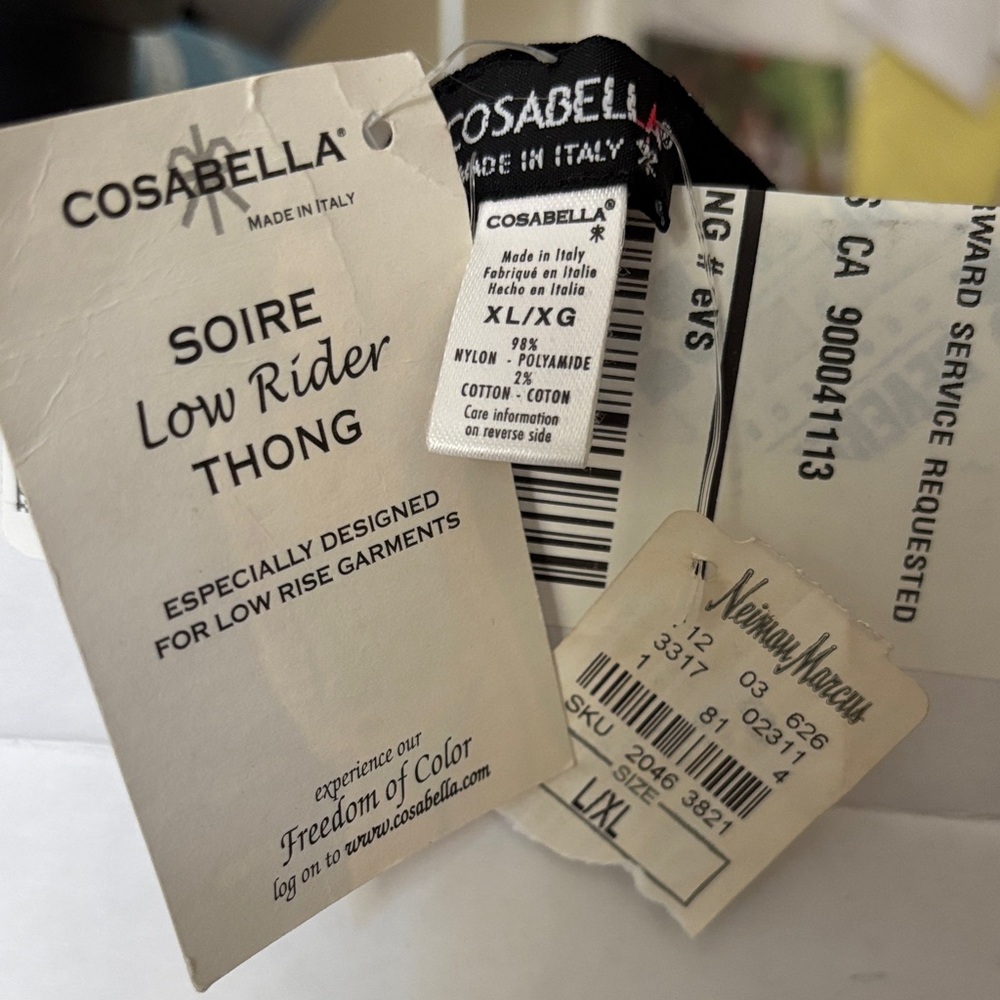 COSABELLA®
MADE IN ITALY
SOIRE
Low Rider
THONG
ESPECIALLY DESIGNED
FOR LOW RISE GARMENTS
experience our
Freedom of Color
log on to www.cosabella.com
COSABELLA
MADE IN ITALY
COSABELLA®
Made in Italy
Fabriqué en Italie
Hecho en Italia
XL/XG
98%
NYLON - POLYAMIDE
2%
COTTON - COTON
Care information
on reverse side
Neiman Marcus
12 03 626
3317 81 02311
1 4
SKU 2046 3821
SIZE
L/XL
NG # eVS
S CA 900041113
WARD SERVICE REQUESTED